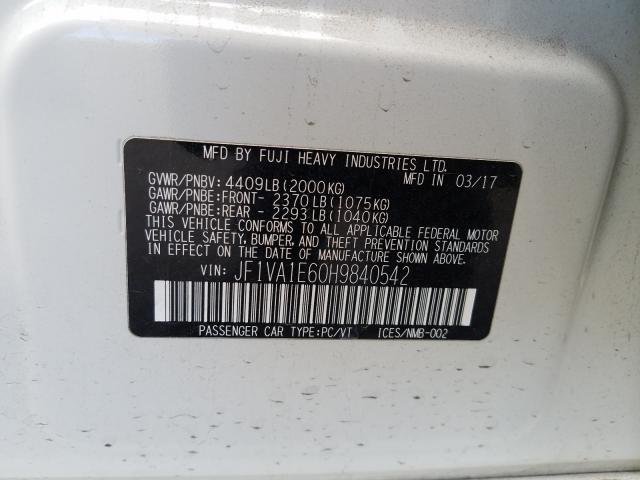 MFD BY FUJI HEAVY INDUSTRIES LTD.
GVWR/PNBV: 4409LB(2000KG) MFD IN 03/17
GAWR/PNBE:FRONT- 2370LB(1075KG)
GAWR/PNBE:REAR - 2293LB(1040KG)
THIS VEHICLE CONFORMS TO ALL APPLICABLE FEDERAL MOTOR
VEHICLE SAFETY, BUMPER, AND THEFT PREVENTION STANDARDS
IN EFFECT ON THE DATE OF MANUFACTURE SHOWN ABOVE.
VIN: JF1VA1E60H9840542
PASSENGER CAR TYPE:PC/VT ICES/NMB-002